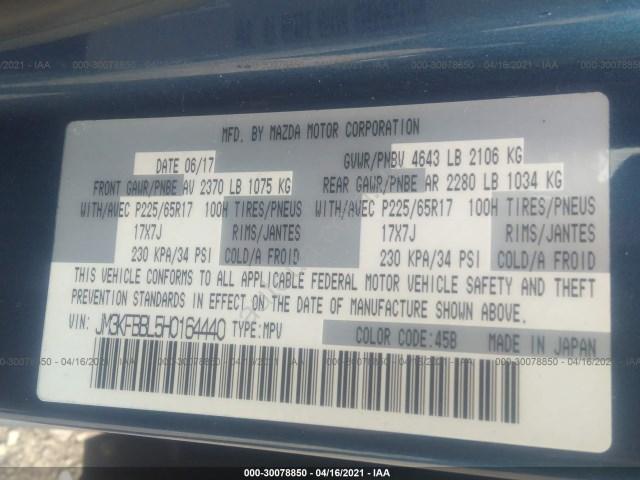 MFD. BY MAZDA MOTOR CORPORATION
DATE 06/17 GVWR/PNBV 4643 LB 2106 KG
FRONT GAWR/PNBE AV 2370 LB 1075 KG REAR GAWR/PNBE AR 2280 LB 1034 KG
WITH/AVEC P225/65R17 100H TIRES/PNEUS WITH/AVEC P225/65R17 100H TIRES/PNEUS
17X7J RIMS/JANTES 17X7J RIMS/JANTES
230 KPA/34 PSI COLD/A FROID 230 KPA/34 PSI COLD/A FROID
THIS VEHICLE CONFORMS TO ALL APPLICABLE FEDERAL MOTOR VEHICLE SAFETY AND THEFT
PREVENTION STANDARDS IN EFFECT ON THE DATE OF MANUFACTURE SHOWN ABOVE.
VIN: JM3KFBBL5H0164440 TYPE:MPV COLOR CODE:45B MADE IN JAPAN
000-30078850 - 04/16/2021 - IAA